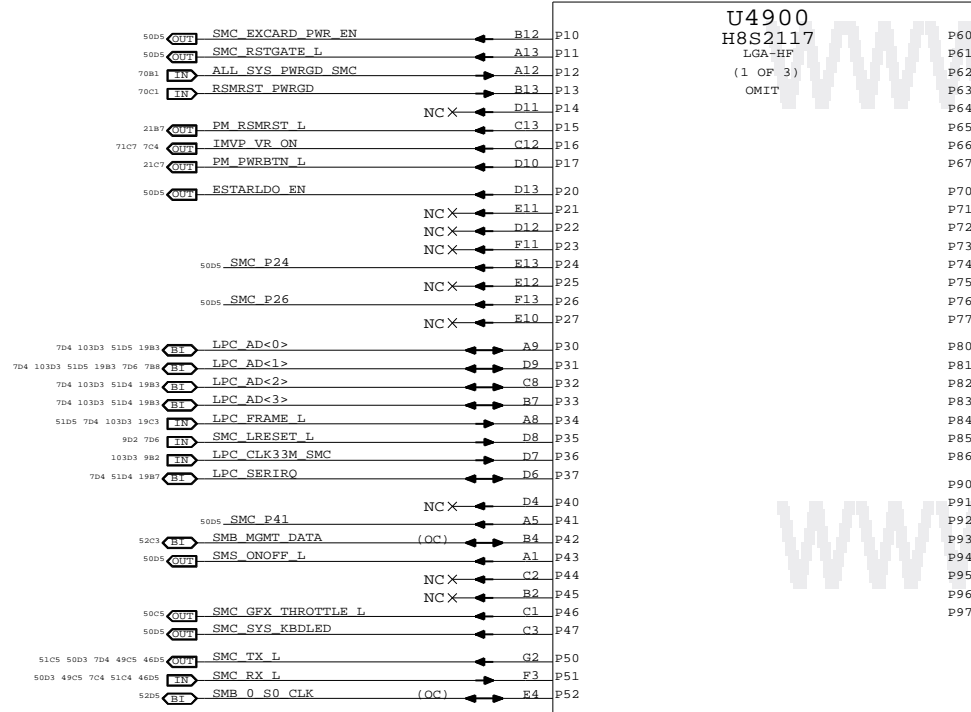 U4900
H8S2117
LGA-HF
(1 OF 3)
OMIT
50D5 OUT SMC_EXCARD_PWR_EN B12 P10 P60
50D5 OUT SMC_RSTGATE_L A13 P11 P61
70B1 IN ALL_SYS_PWRGD_SMC A12 P12 P62
70C1 IN RSMRST_PWRGD B13 P13 P63
NC D11 P14 P64
21B7 OUT PM_RSMRST_L C13 P15 P65
71C7 7C4 OUT IMVP_VR_ON C12 P16 P66
21C7 OUT PM_PWRBTN_L D10 P17 P67
50D5 OUT ESTARLDO_EN D13 P20 P70
NC E11 P21 P71
NC D12 P22 P72
NC F11 P23 P73
50D5 SMC_P24 E13 P24 P74
NC E12 P25 P75
50D5 SMC_P26 F13 P26 P76
NC E10 P27 P77
7D4 103D3 51D5 19B3 BI LPC_AD<0> A9 P30 P80
7D4 103D3 51D5 19B3 7D6 7B8 BI LPC_AD<1> D9 P31 P81
7D4 103D3 51D4 19B3 BI LPC_AD<2> C8 P32 P82
7D4 103D3 51D4 19B3 BI LPC_AD<3> B7 P33 P83
51D5 7D4 103D3 19C3 IN LPC_FRAME_L A8 P34 P84
9D2 7D6 IN SMC_LRESET_L D8 P35 P85
103D3 9B2 IN LPC_CLK33M_SMC D7 P36 P86
7D4 51D4 19B7 BI LPC_SERIRQ D6 P37 P90
NC D4 P40 P91
50D5 SMC_P41 A5 P41 P92
52C3 BI SMB_MGMT_DATA (OC) B4 P42 P93
50D5 OUT SMS_ONOFF_L A1 P43 P94
NC C2 P44 P95
NC B2 P45 P96
50C5 OUT SMC_GFX_THROTTLE_L C1 P46 P97
50D5 OUT SMC_SYS_KBDLED C3 P47
51C5 50D3 7D4 49C5 46D5 OUT SMC_TX_L G2 P50
50D3 49C5 7C4 51C4 46D5 IN SMC_RX_L F3 P51
52D5 BI SMB_0_S0_CLK (OC) E4 P52